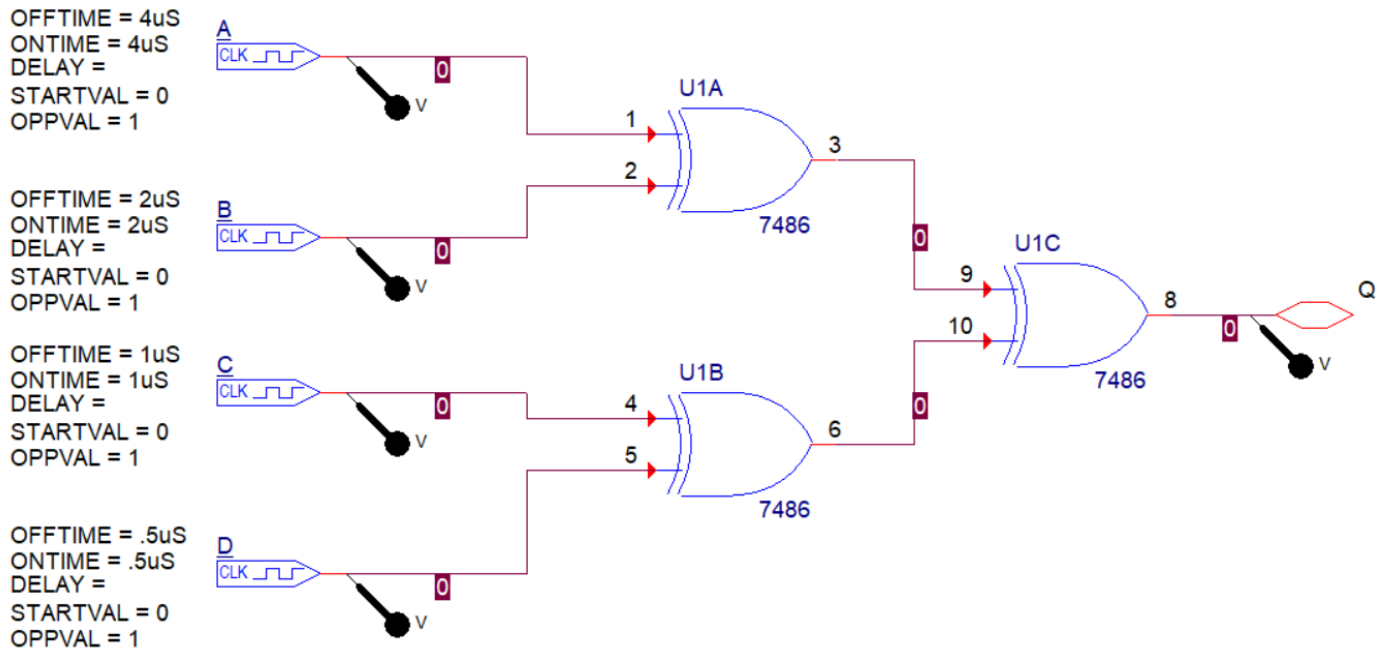 OFFTIME = 4uS
ONTIME = 4uS
DELAY =
STARTVAL = 0
OPPVAL = 1
A
CLK
0
V
OFFTIME = 2uS
ONTIME = 2uS
DELAY =
STARTVAL = 0
OPPVAL = 1
B
CLK
0
V
U1A
1
2
3
7486
0
OFFTIME = 1uS
ONTIME = 1uS
DELAY =
STARTVAL = 0
OPPVAL = 1
C
CLK
0
V
OFFTIME = .5uS
ONTIME = .5uS
DELAY =
STARTVAL = 0
OPPVAL = 1
D
CLK
0
V
U1B
4
5
6
7486
0
U1C
9
10
8
7486
0
V
Q